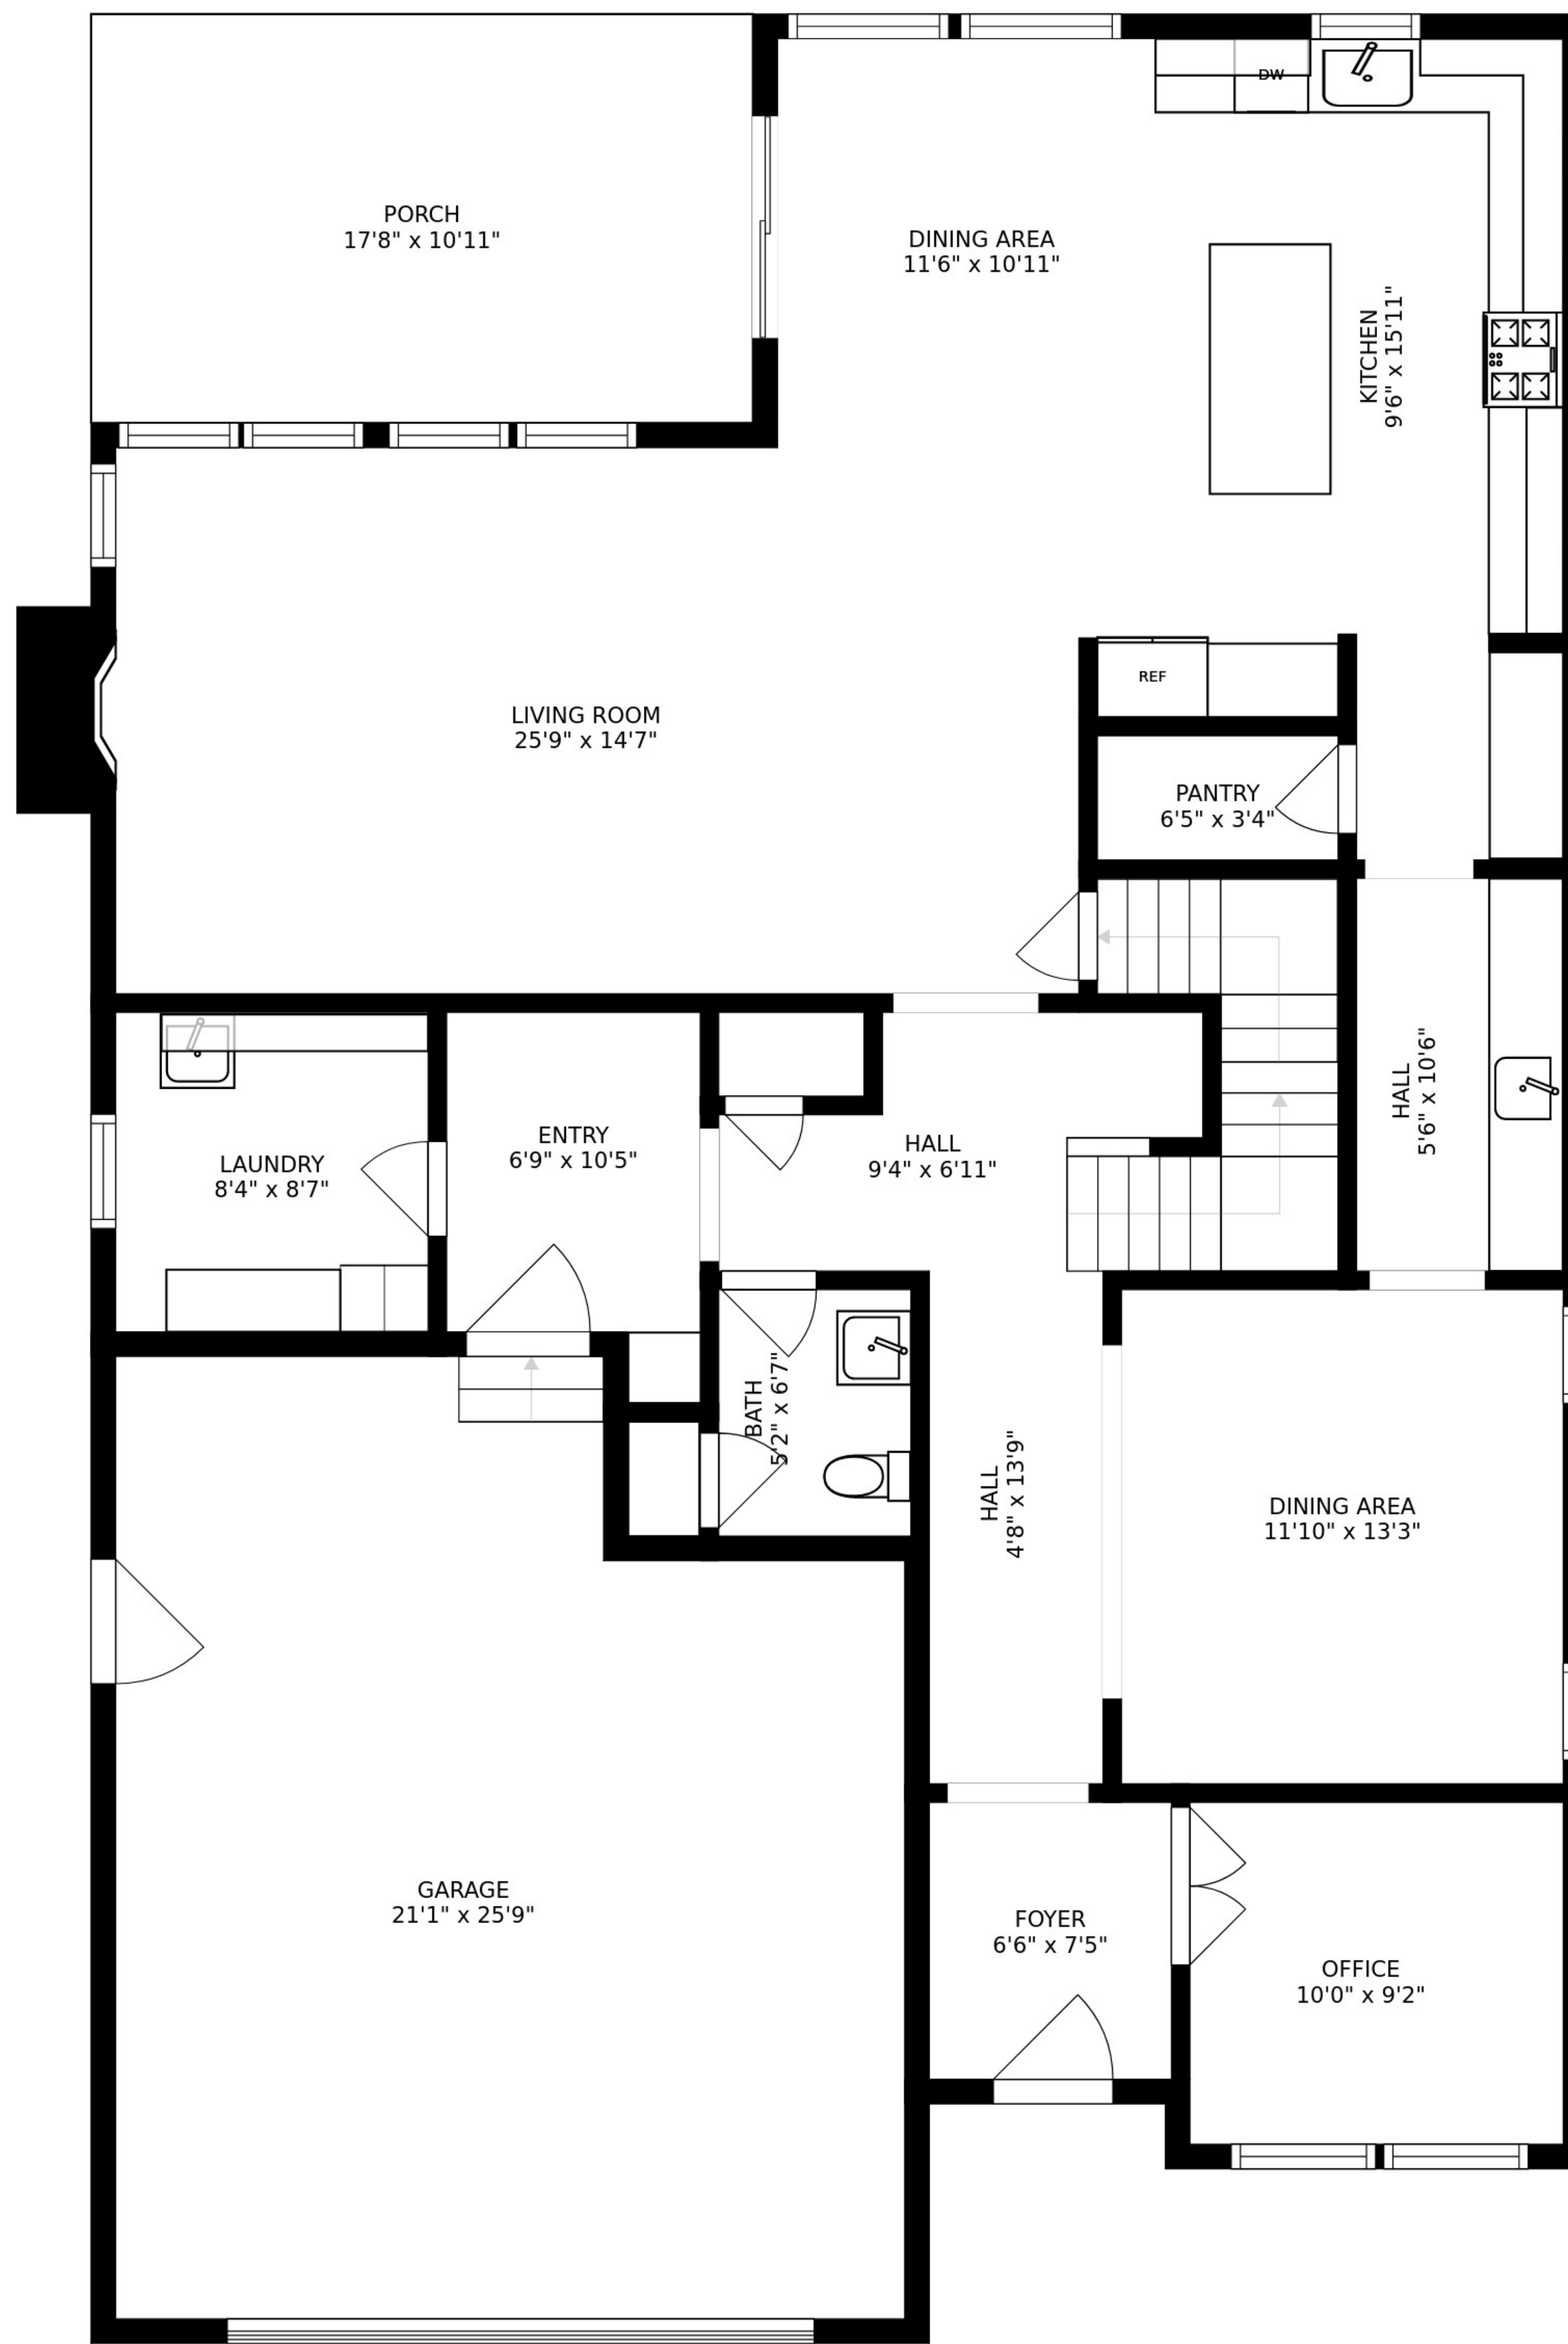 DW
PORCH
17'8" x 10'11"
DINING AREA
11'6" x 10'11"
KITCHEN
9'6" x 15'11"
REF
LIVING ROOM
25'9" x 14'7"
PANTRY
6'5" x 3'4"
HALL
5'6" x 10'6"
ENTRY
6'9" x 10'5"
HALL
9'4" x 6'11"
LAUNDRY
8'4" x 8'7"
BATH
5'2" x 6'7"
HALL
4'8" x 13'9"
DINING AREA
11'10" x 13'3"
GARAGE
21'1" x 25'9"
FOYER
6'6" x 7'5"
OFFICE
10'0" x 9'2"